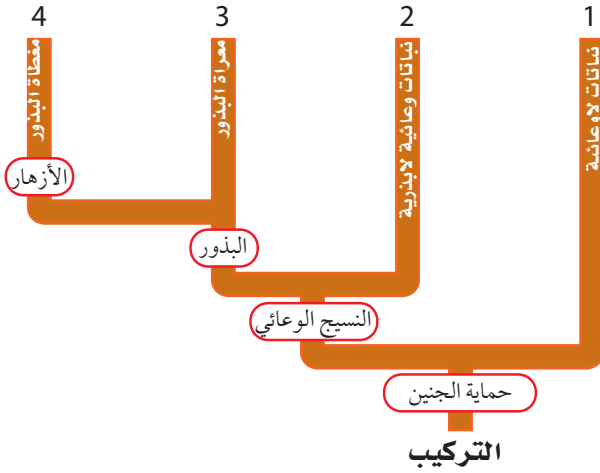 1
2
3
4
نباتات لاوعائية
نباتات وعائية لابذرية
معراة البذور
مغطاة البذور
الأزهار
البذور
النسيج الوعائي
حماية الجنين
التركيب